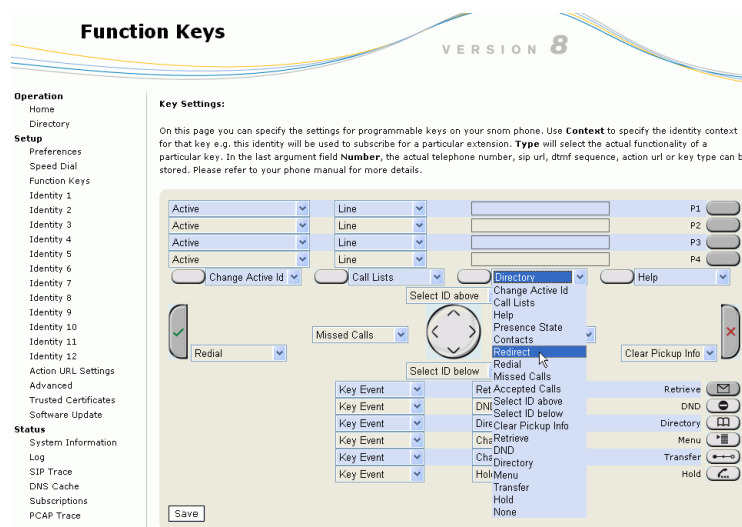 Function Keys
VERSION 8
Operation
Home
Directory
Setup
Preferences
Speed Dial
Function Keys
Identity 1
Identity 2
Identity 3
Identity 4
Identity 5
Identity 6
Identity 7
Identity 8
Identity 9
Identity 10
Identity 11
Identity 12
Action URL Settings
Advanced
Trusted Certificates
Software Update
Status
System Information
Log
SIP Trace
DNS Cache
Subscriptions
PCAP Trace
Key Settings:
On this page you can specify the settings for programmable keys on your snom phone. Use Context to specify the identity context
for that key e.g. this identity will be used to subscribe for a particular extension. Type will select the actual functionality of a
particular key. In the last argument field Number, the actual telephone number, sip url, dtmf sequence, action url or key type can b
stored. Please refer to your phone manual for more details.
Active Line P1
Active Line P2
Active Line P3
Active Line P4
Change Active Id Call Lists Directory Help
Select ID above
Missed Calls
Redial Clear Pickup Info
Select ID below
Change Active Id
Call Lists
Help
Presence State
Contacts
Redirect
Redial
Missed Calls
Accepted Calls
Select ID above
Select ID below
Clear Pickup Info
Retrieve
DND
Directory
Menu
Transfer
Hold
None
Key Event Ret Retrieve
Key Event DND DND
Key Event Dire Directory
Key Event Cha Menu
Key Event Cha Transfer
Key Event Hol Hold
Save